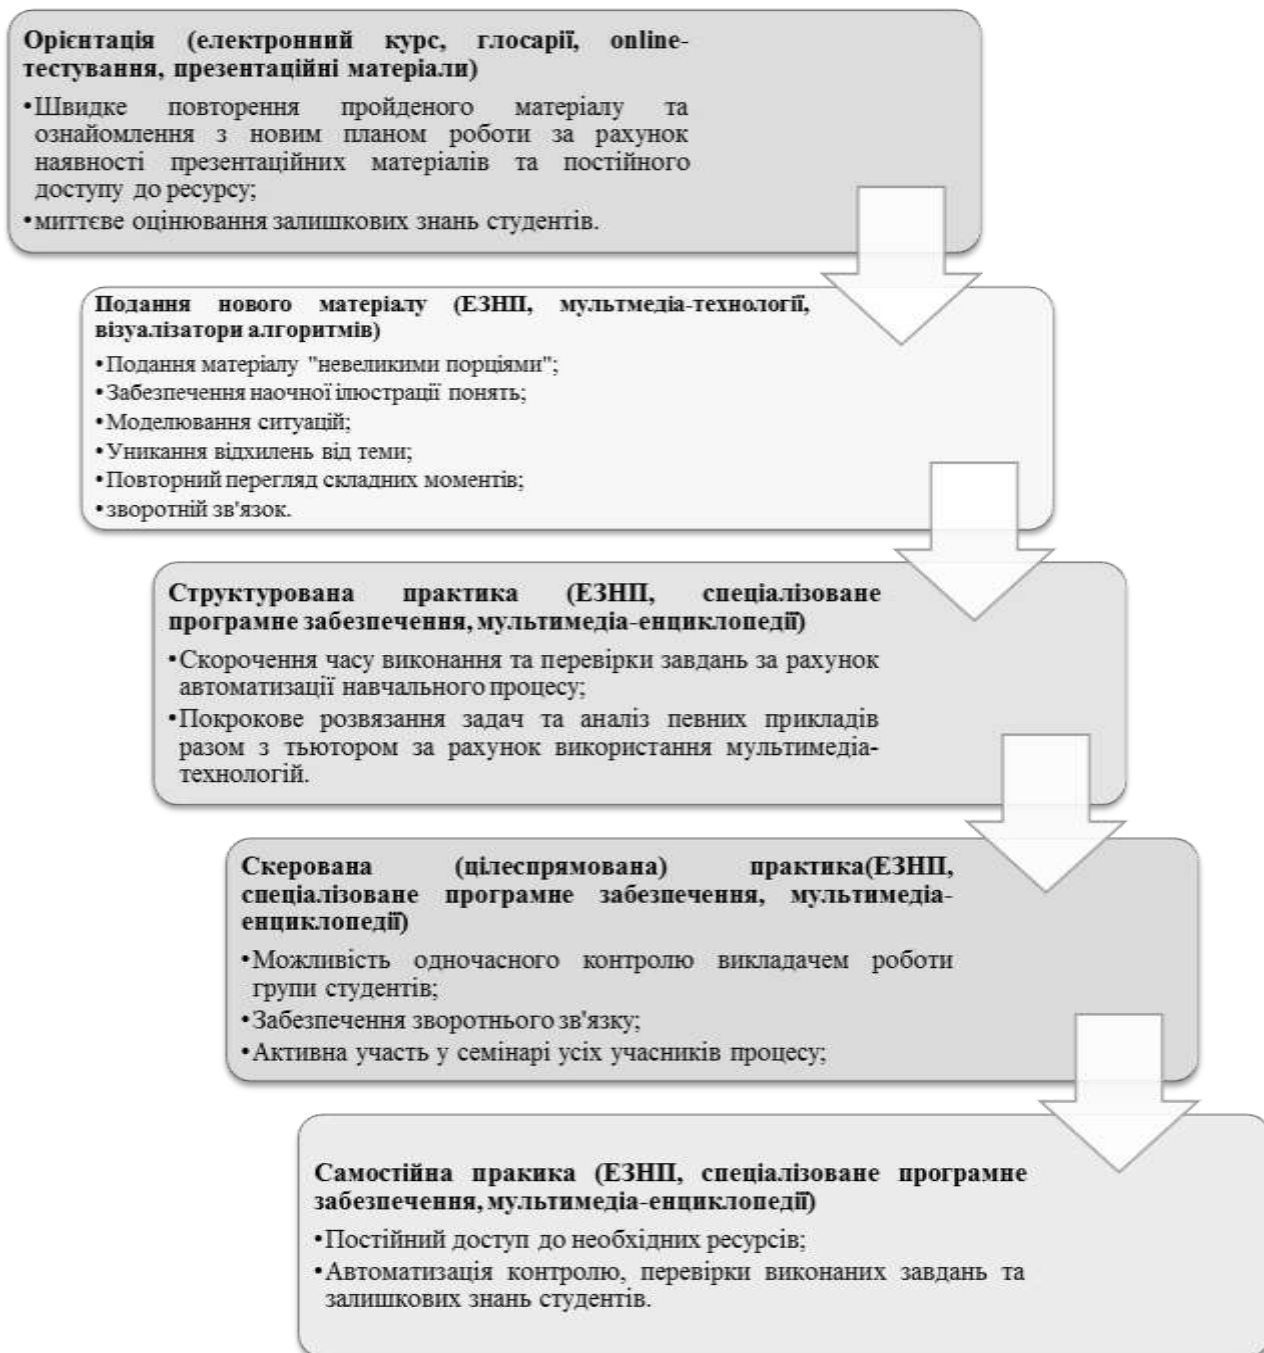 Орієнтація (електронний курс, глосарії, online-
тестування, презентаційні матеріали)
•Швидке повторення пройденого матеріалу та
ознайомлення з новим планом роботи за рахунок
наявності презентаційних матеріалів та постійного
доступу до ресурсу;
•миттєве оцінювання залишкових знань студентів.
Подання нового матеріалу (ЕЗНП, мультмедіа-технології,
візуалізатори алгоритмів)
•Подання матеріалу "невеликими порціями";
•Забезпечення наочної ілюстрації понять;
•Моделювання ситуацій;
•Уникання відхилень від теми;
•Повторний перегляд складних моментів;
•зворотній зв'язок.
Структурована практика (ЕЗНП, спеціалізоване
програмне забезпечення, мультимедіа-енциклопедії)
•Скорочення часу виконання та перевірки завдань за рахунок
автоматизації навчального процесу;
•Покрокове розвязання задач та аналіз певних прикладів
разом з тьютором за рахунок використання мультимедіа-
технологій.
Скерована (цілеспрямована) практика(ЕЗНП,
спеціалізоване програмне забезпечення, мультимедіа-
енциклопедії)
•Можливість одночасного контролю викладачем роботи
групи студентів;
•Забезпечення зворотнього зв'язку;
•Активна участь у семінарі усіх учасників процесу;
Самостійна пракика (ЕЗНП, спеціалізоване програмне
забезпечення, мультимедіа-енциклопедії)
•Постійний доступ до необхідних ресурсів;
•Автоматизація контролю, перевірки виконаних завдань та
залишкових знань студентів.